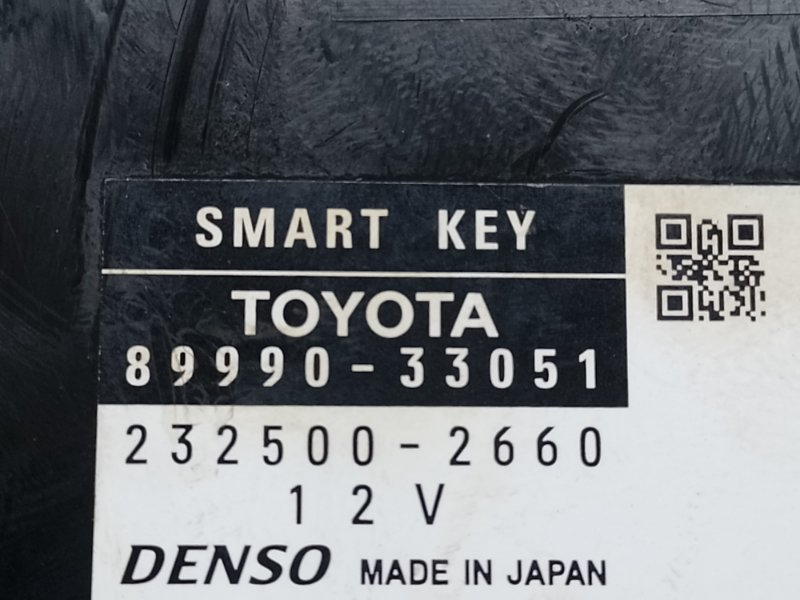 SMART KEY
TOYOTA
89990-33051
232500-2660
12V
DENSO MADE IN JAPAN